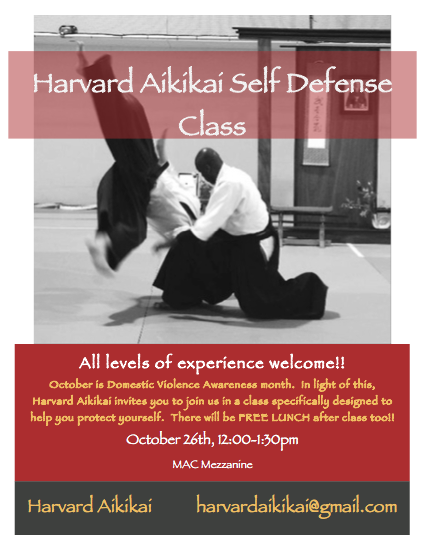 Harvard Aikikai Self Defense
Class
All levels of experience welcome!!
October is Domestic Violence Awareness month. In light of this,
Harvard Aikikai invites you to join us in a class specifically designed to
help you protect yourself. There will be FREE LUNCH after class too!!
October 26th, 12:00-1:30pm
MAC Mezzanine
Harvard Aikikai harvardaikikai@gmail.com